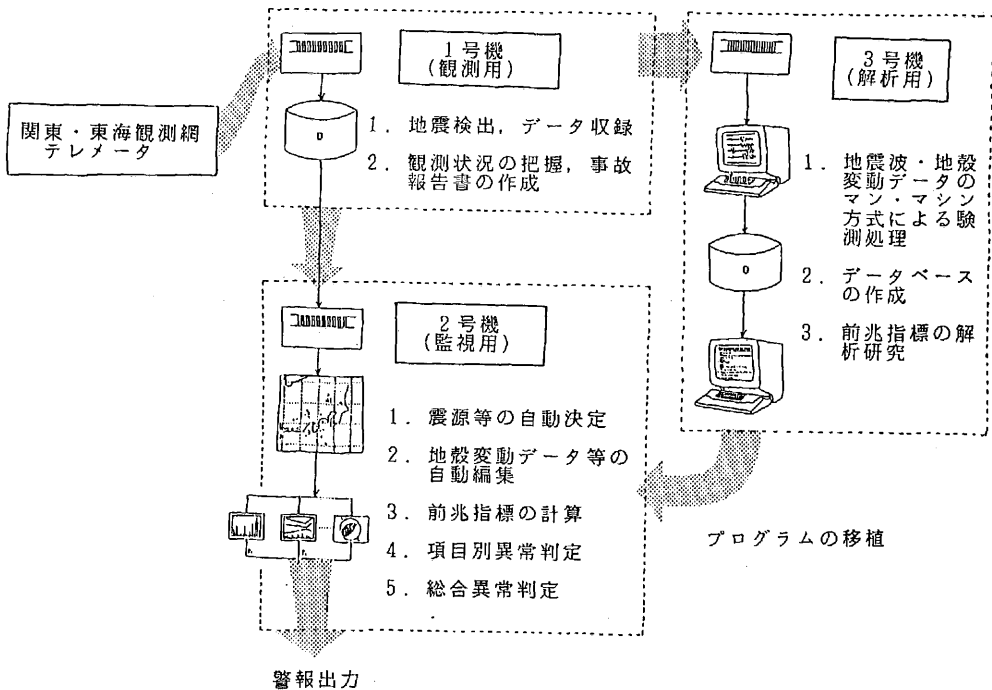 関東・東海観測網
テレメータ
1号機
(観測用)
D
1. 地震検出，データ収録
2. 観測状況の把握，事故
報告書の作成
2号機
(監視用)
1. 震源等の自動決定
2. 地殻変動データ等の
自動編集
3. 前兆指標の計算
4. 項目別異常判定
5. 総合異常判定
警報出力
3号機
(解析用)
D
1. 地震波・地殻
変動データの
マン・マシン
方式による験
測処理
2. データベース
の作成
3. 前兆指標の解
析研究
プログラムの移植